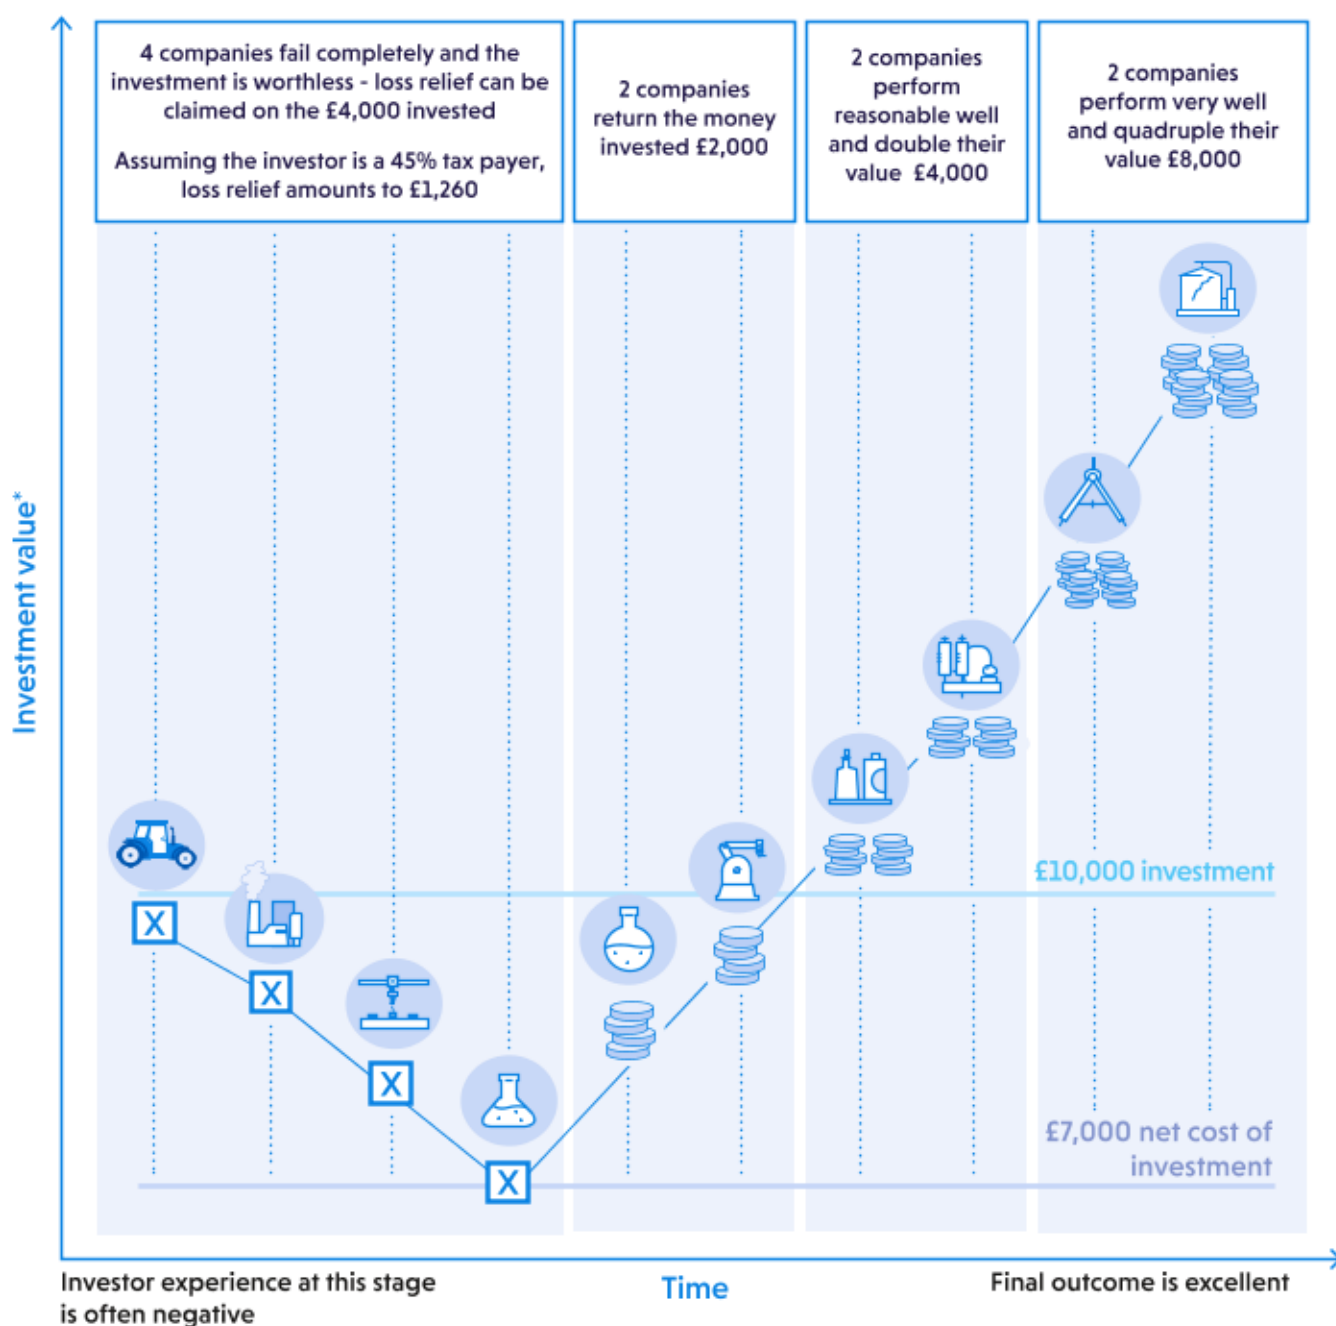 4 companies fail completely and the
investment is worthless - loss relief can be
claimed on the £4,000 invested
Assuming the investor is a 45% tax payer,
loss relief amounts to £1,260
2 companies
return the money
invested £2,000
2 companies
perform
reasonable well
and double their
value £4,000
2 companies
perform very well
and quadruple their
value £8,000
Investment value*
X
X
X
X
£10,000 investment
£7,000 net cost of
investment
Investor experience at this stage
is often negative
Time
Final outcome is excellent